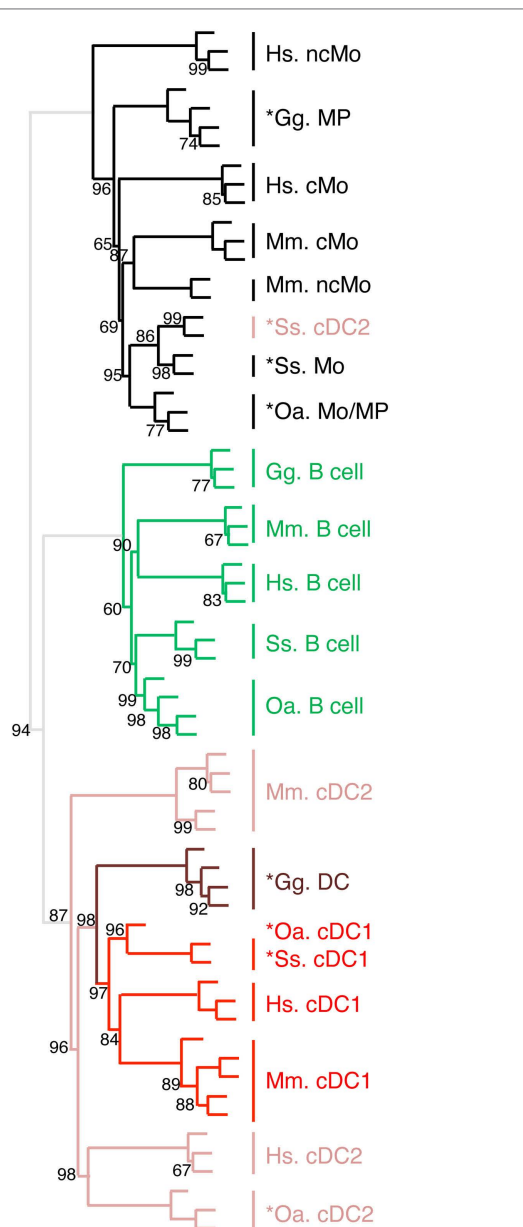 Hs. ncMo
99
*Gg. MP
74
96
Hs. cMo
85
65
87
Mm. cMo
Mm. ncMo
99
*Ss. cDC2
69
86
*Ss. Mo
98
95
*Oa. Mo/MP
77
Gg. B cell
77
Mm. B cell
67
90
Hs. B cell
83
60
Ss. B cell
99
70
99
Oa. B cell
98
98
94
Mm. cDC2
80
99
*Gg. DC
98
92
87
98
96
*Oa. cDC1
*Ss. cDC1
97
Hs. cDC1
84
96
Mm. cDC1
89
88
Hs. cDC2
67
98
*Oa. cDC2